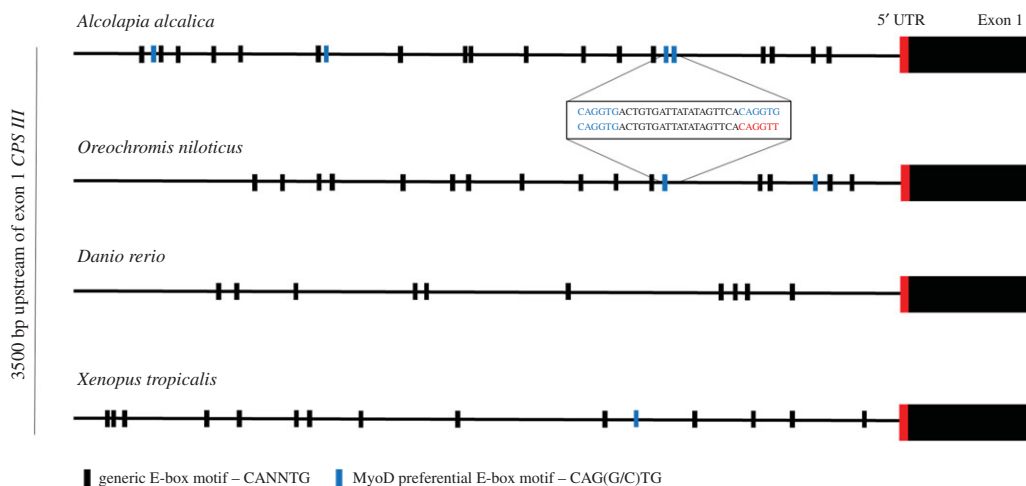 Alcolapia alcalica
5′ UTR Exon 1
CAGGTGACTGTGATTATATAGTTCACAGGTG
CAGGTGACTGTGATTATATAGTTCACAGGTT
Oreochromis niloticus
Danio rerio
Xenopus tropicalis
3500 bp upstream of exon 1 CPS III
generic E-box motif – CANNTG MyoD preferential E-box motif – CAG(G/C)TG